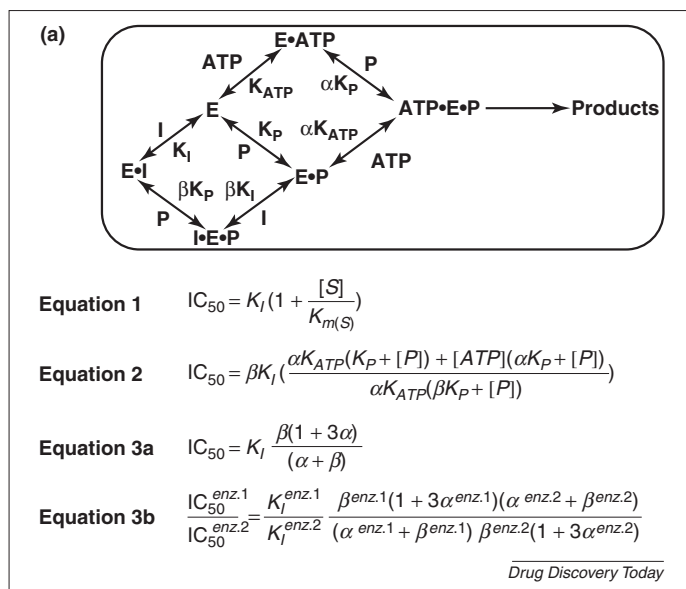 (a)
E•ATP
ATP
P
K_ATP
αK_P
E
ATP•E•P → Products
I
K_P
αK_ATP
K_I
P
ATP
E•I
E•P
βK_P
βK_I
P
I
I•E•P
Equation 1 IC₅₀ = K_I (1 + [S] / K_m(S))
Equation 2 IC₅₀ = βK_I ( (αK_ATP(K_P + [P]) + [ATP](αK_P + [P])) / (αK_ATP(βK_P + [P])) )
Equation 3a IC₅₀ = K_I β(1 + 3α) / (α + β)
Equation 3b IC₅₀^enz.1 / IC₅₀^enz.2 = K_I^enz.1 / K_I^enz.2 β^enz.1(1 + 3α^enz.1)(α^enz.2 + β^enz.2) / (α^enz.1 + β^enz.1) β^enz.2(1 + 3α^enz.2)
Drug Discovery Today